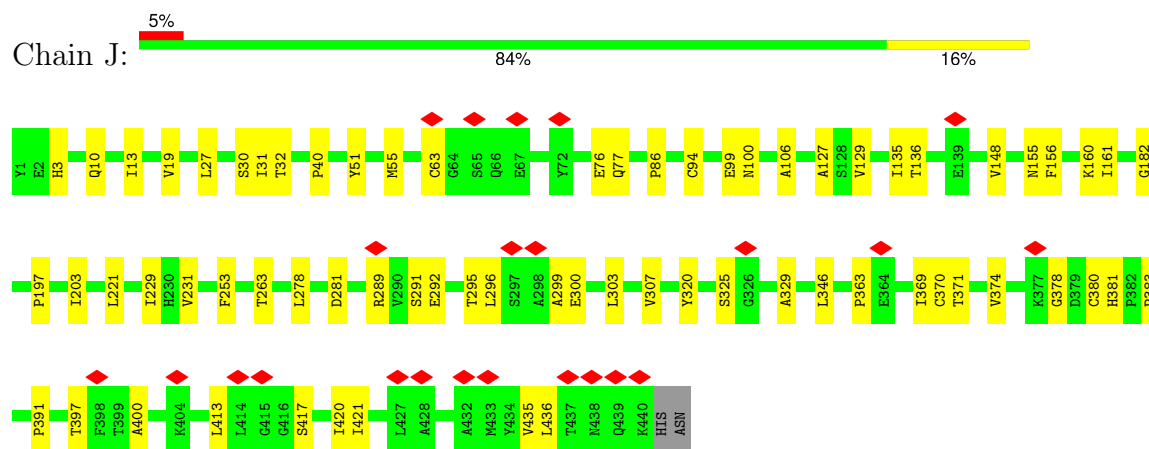 5%
Chain J:
84% 16%
Y1 E2 H3 Q10 I13 V19 L27 S30 I31 T32 P40 Y51 M55 C63 G64 S65 Q66 E67 Y72 E76 Q77 P86 C94 E99 N100 A106 A127 S128 V129 I135 T136 E139 V148 N155 F156 K160 I161 G182
P197 I203 L221 I229 H230 V231 F253 T263 L278 D281 R289 V290 S291 E292 T295 L296 S297 A298 A299 E300 L303 V307 Y320 S325 G326 A329 L346 P363 E364 I369 C370 T371 V374 K377 G378 D379 C380 H381 P382
P391 T397 F398 T399 A400 K404 L413 L414 G415 G416 S417 I420 I421 L427 A428 A432 M433 Y434 V435 L436 T437 N438 Q439 K440 HIS ASN